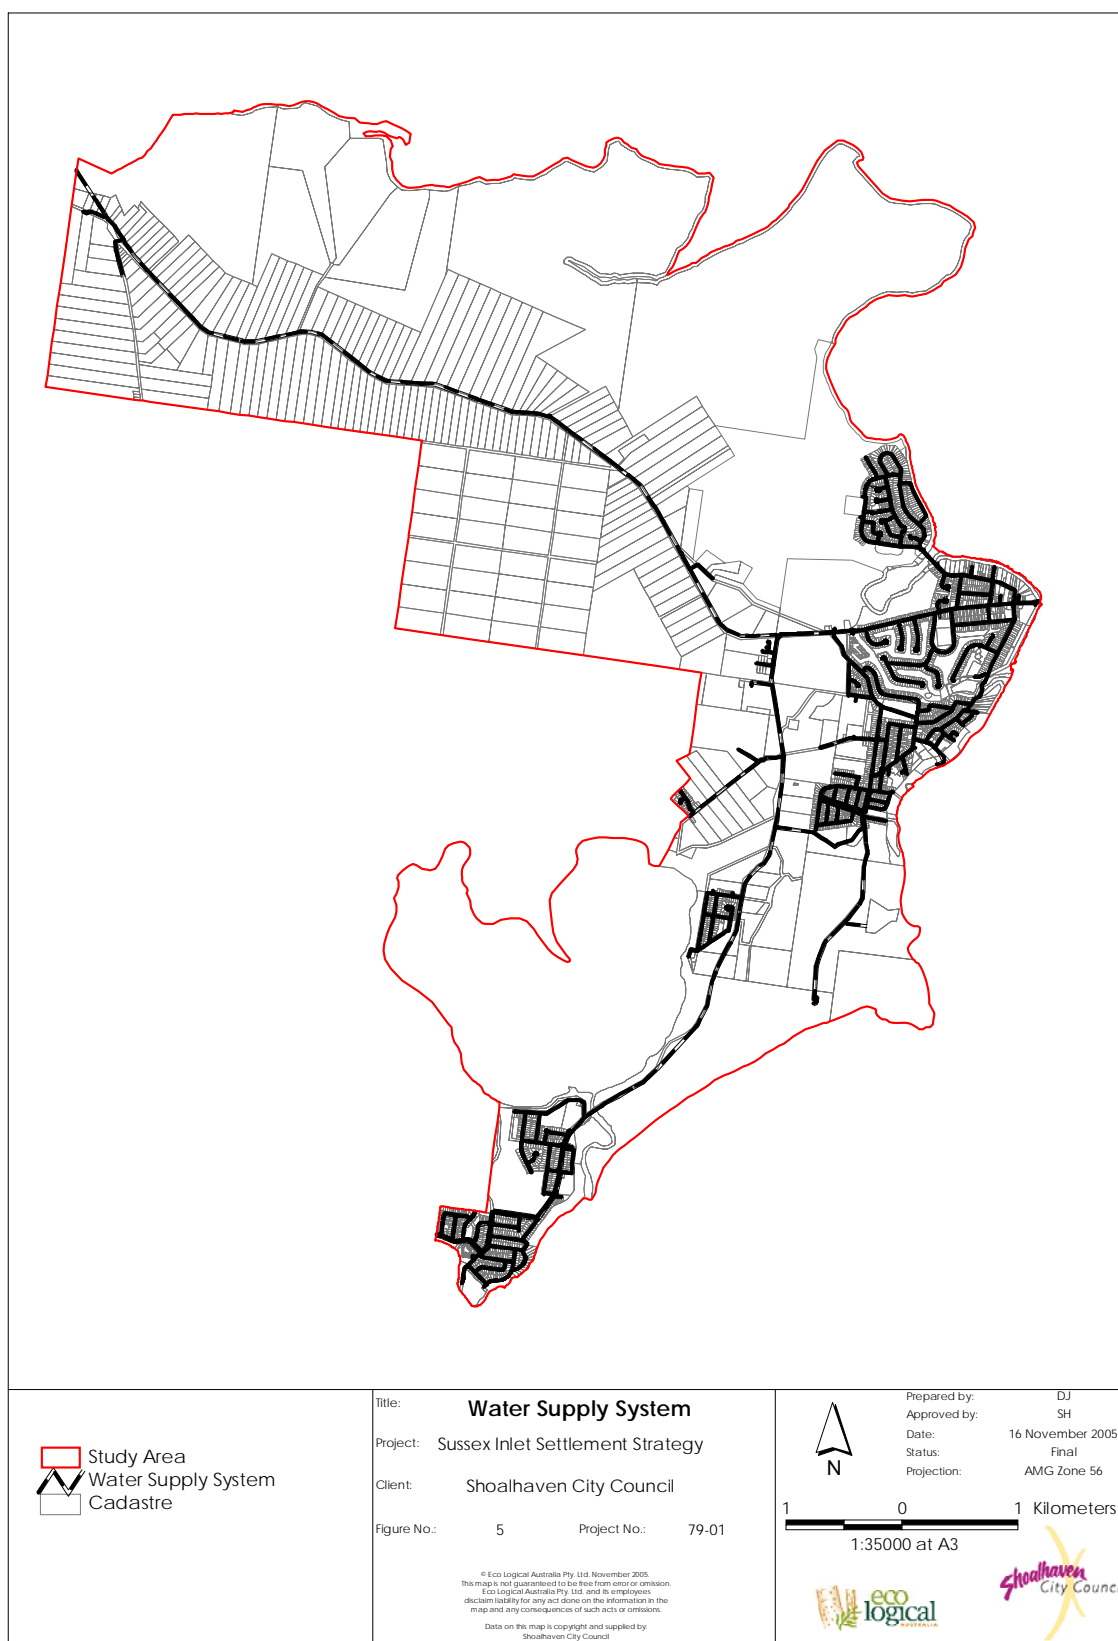 Study Area
Water Supply System
Cadastre
Title: Water Supply System
Project: Sussex Inlet Settlement Strategy
Client: Shoalhaven City Council
Figure No.: 5 Project No.: 79-01
© Eco Logical Australia Pty. Ltd. November 2005.
This map is not guaranteed to be free from error or omission.
Eco Logical Australia Pty. Ltd. and its employees
disclaim liability for any act done on the information in the
map and any consequences of such acts or omissions.
Data on this map is copyright and supplied by:
Shoalhaven City Council
N
Prepared by: DJ
Approved by: SH
Date: 16 November 2005
Status: Final
Projection: AMG Zone 56
1 0 1 Kilometers
1:35000 at A3
eco
logical
AUSTRALIA
Shoalhaven
City Counc